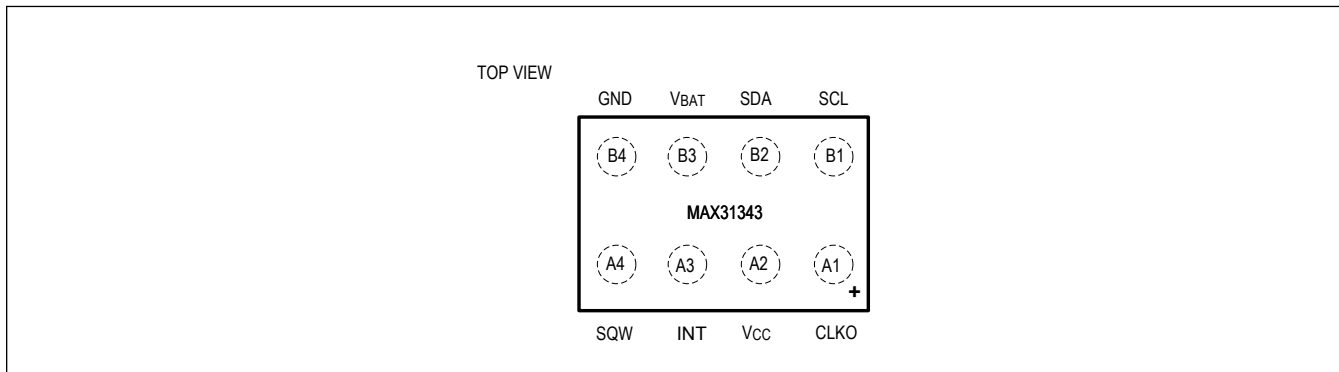 TOP VIEW
GND VBAT SDA SCL
B4 B3 B2 B1
MAX31343
A4 A3 A2 A1
+
SQW INT VCC CLKO